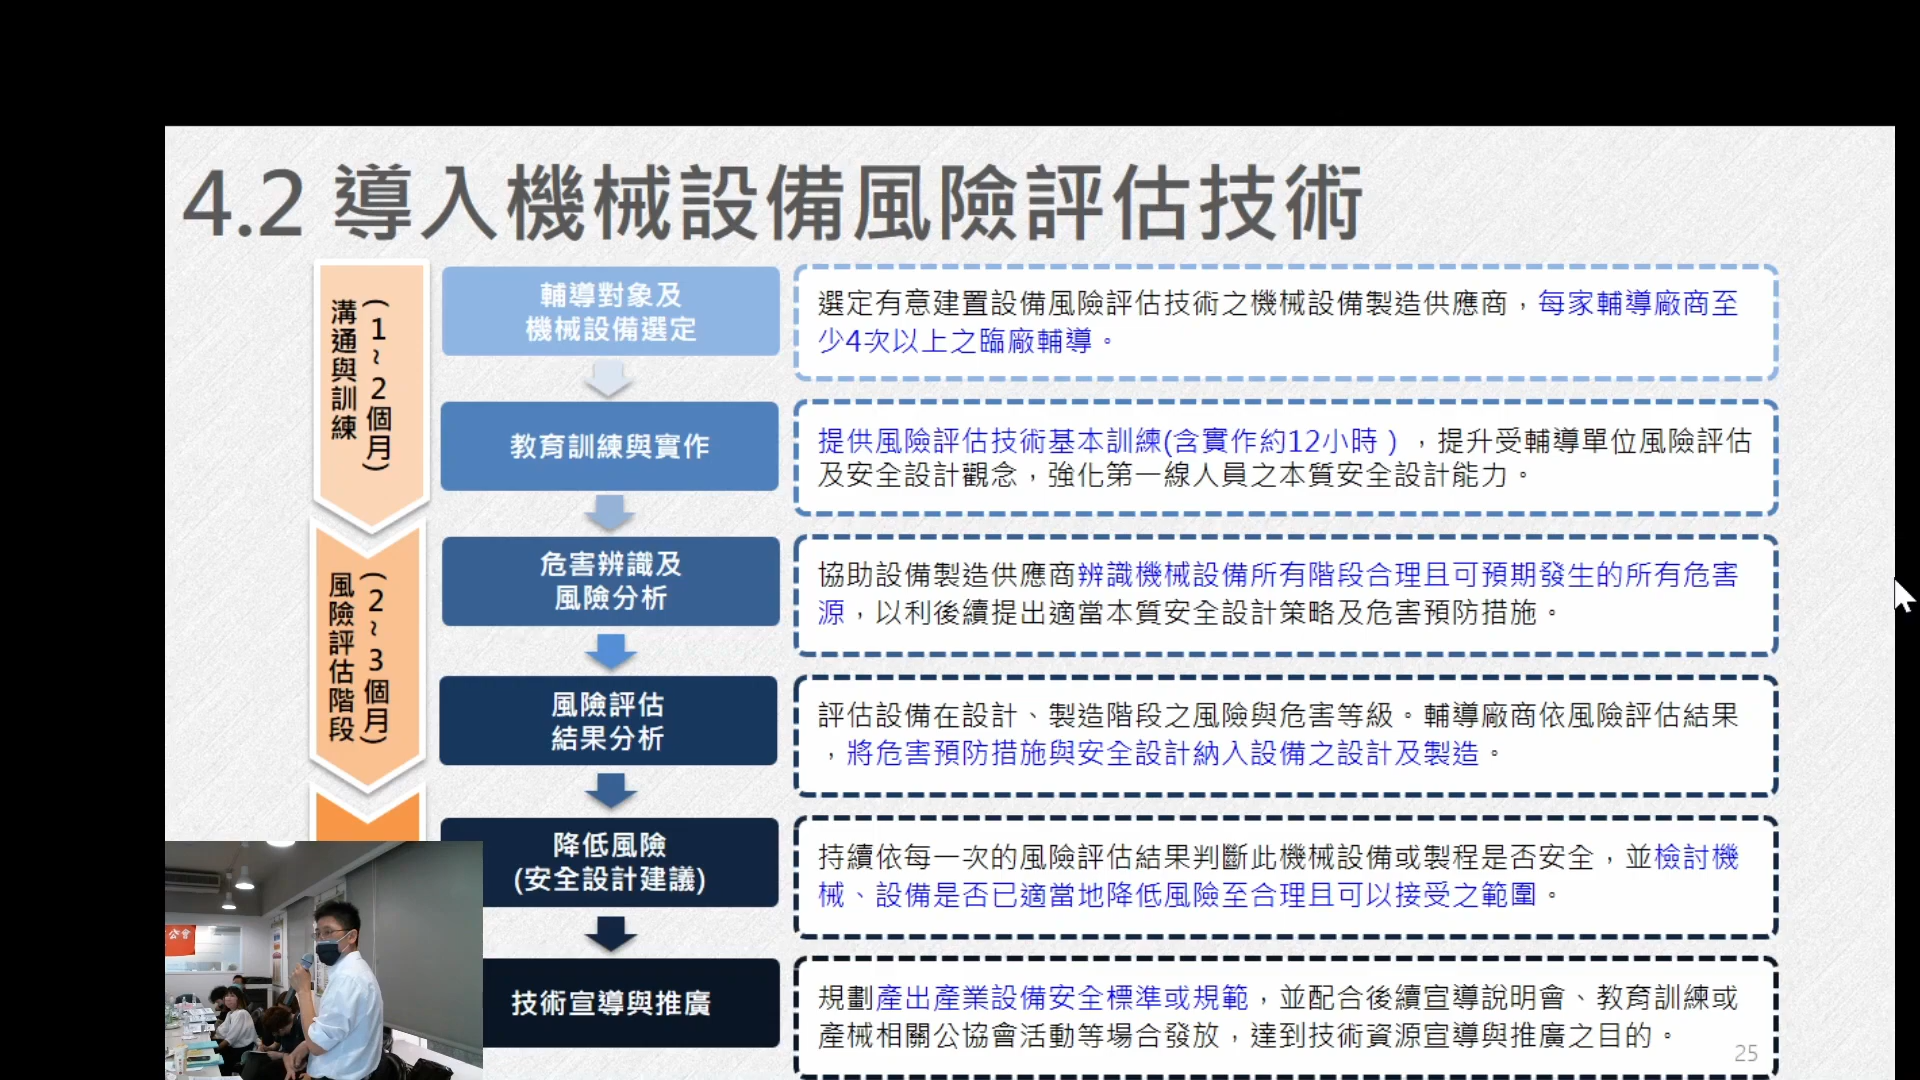 4.2 導入機械設備風險評估技術
溝通與訓練
(1~2個月)
輔導對象及
機械設備選定
選定有意建置設備風險評估技術之機械設備製造供應商，每家輔導廠商至
少4次以上之臨廠輔導。
教育訓練與實作
提供風險評估技術基本訓練(含實作約12小時），提升受輔導單位風險評估
及安全設計觀念，強化第一線人員之本質安全設計能力。
風險評估階段
(2~3個月)
危害辨識及
風險分析
協助設備製造供應商辨識機械設備所有階段合理且可預期發生的所有危害
源，以利後續提出適當本質安全設計策略及危害預防措施。
風險評估
結果分析
評估設備在設計、製造階段之風險與危害等級。輔導廠商依風險評估結果
，將危害預防措施與安全設計納入設備之設計及製造。
降低風險
(安全設計建議)
持續依每一次的風險評估結果判斷此機械設備或製程是否安全，並檢討機
械、設備是否已適當地降低風險至合理且可以接受之範圍。
技術宣導與推廣
規劃產出產業設備安全標準或規範，並配合後續宣導說明會、教育訓練或
產械相關公協會活動等場合發放，達到技術資源宣導與推廣之目的。
25
公會